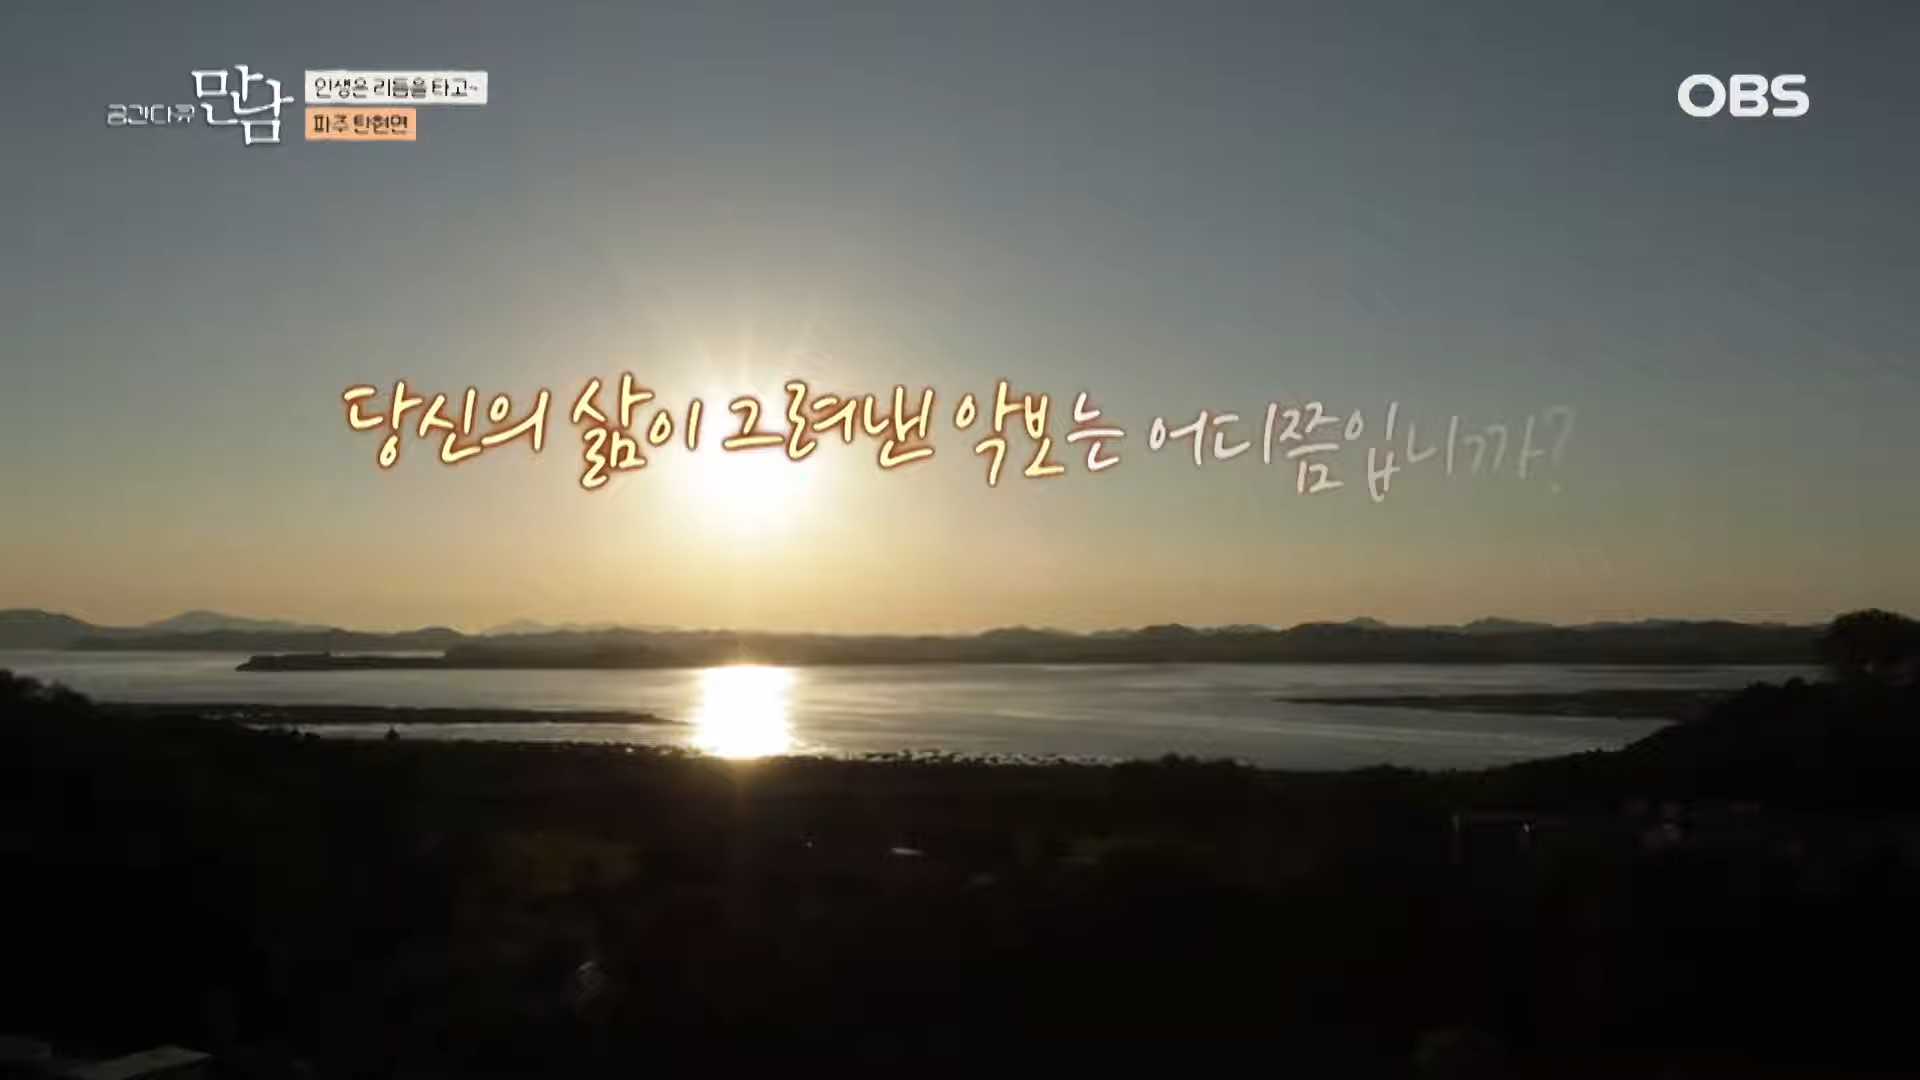 공간다큐 만남
인생은 리듬을 타고~
파주 탄현면
OBS
당신의 삶이 그려낸 악보는 어디쯤입니까?